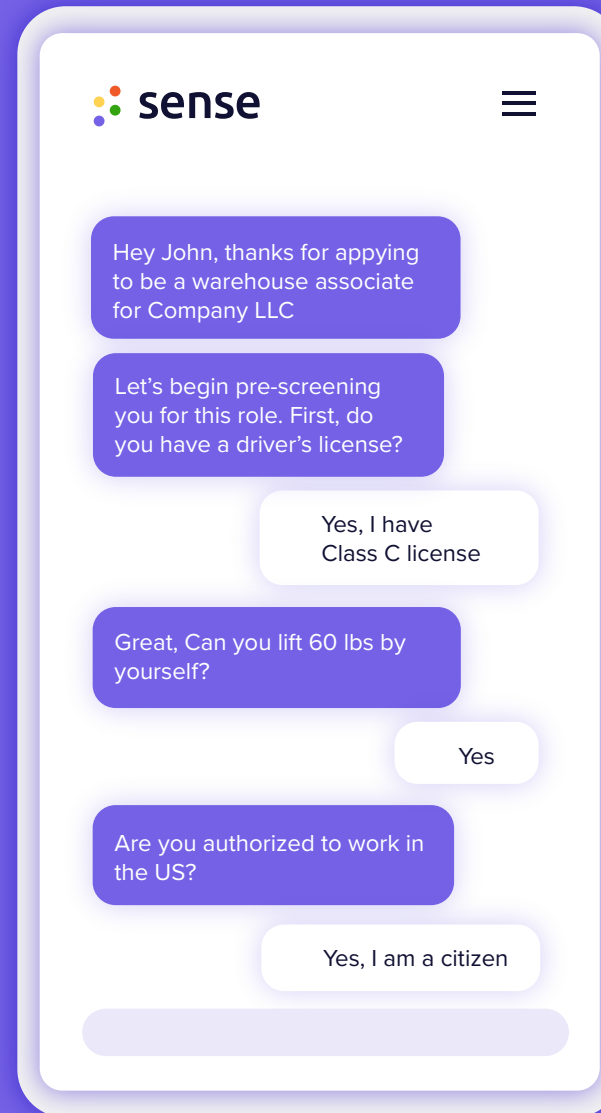 sense
Hey John, thanks for appying
to be a warehouse associate
for Company LLC
Let’s begin pre-screening
you for this role. First, do
you have a driver’s license?
Yes, I have
Class C license
Great, Can you lift 60 lbs by
yourself?
Yes
Are you authorized to work in
the US?
Yes, I am a citizen